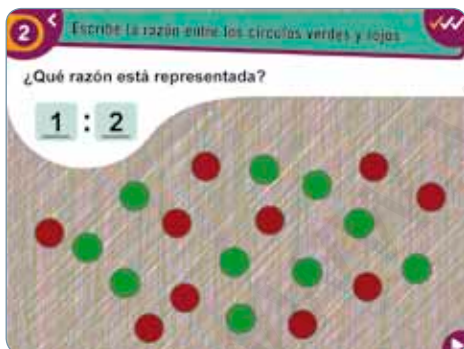 2
Escribe la razón entre los círculos verdes y rojos
¿Qué razón está representada?
1 : 2